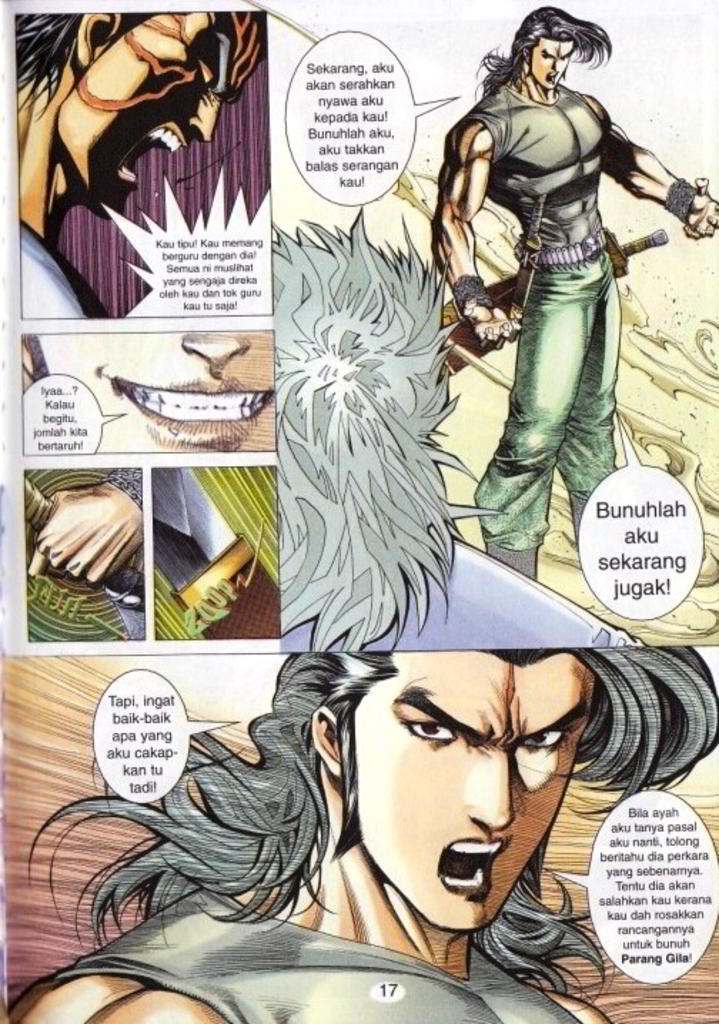 Kau tipu! Kau memang
berguru dengan dia!
Semua ni muslihat
yang sengaja direka
oleh kau dan tok guru
kau tu saja!
Sekarang, aku
akan serahkan
nyawa aku
kepada kau!
Bunuhlah aku,
aku takkan
balas serangan
kau!
Iyaa...?
Kalau
begitu,
jomlah kita
bertaruh!
Bunuhlah
aku
sekarang
jugak!
Tapi, ingat
baik-baik
apa yang
aku cakap-
kan tu
tadi!
Bila ayah
aku tanya pasal
aku nanti, tolong
beritahu dia perkara
yang sebenarnya.
Tentu dia akan
salahkan kau kerana
kau dah rosakkan
rancangannya
untuk bunuh
Parang Gila!
17